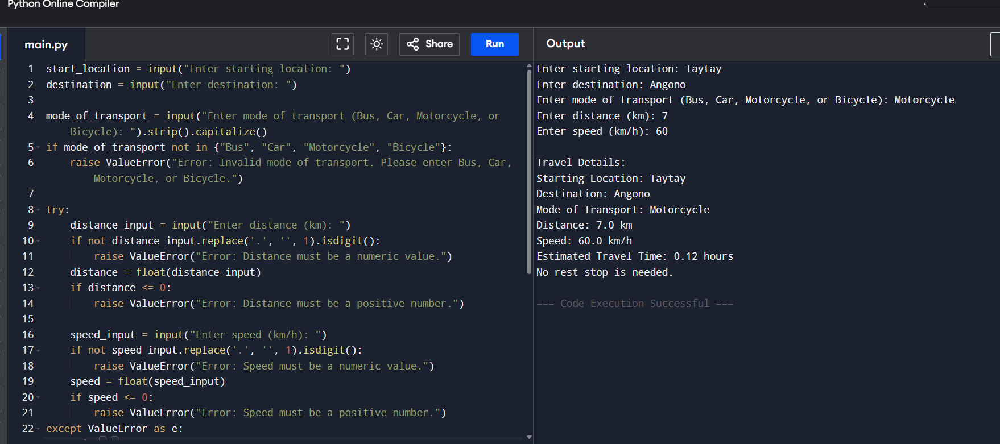 Python Online Compiler
main.py
Share
Run
Output
1 start_location = input("Enter starting location: ")
2 destination = input("Enter destination: ")
3
4 mode_of_transport = input("Enter mode of transport (Bus, Car, Motorcycle, or
Bicycle): ").strip().capitalize()
5 if mode_of_transport not in {"Bus", "Car", "Motorcycle", "Bicycle"}:
6 raise ValueError("Error: Invalid mode of transport. Please enter Bus, Car,
Motorcycle, or Bicycle.")
7
8 try:
9 distance_input = input("Enter distance (km): ")
10 if not distance_input.replace('.', '', 1).isdigit():
11 raise ValueError("Error: Distance must be a numeric value.")
12 distance = float(distance_input)
13 if distance <= 0:
14 raise ValueError("Error: Distance must be a positive number.")
15
16 speed_input = input("Enter speed (km/h): ")
17 if not speed_input.replace('.', '', 1).isdigit():
18 raise ValueError("Error: Speed must be a numeric value.")
19 speed = float(speed_input)
20 if speed <= 0:
21 raise ValueError("Error: Speed must be a positive number.")
22 except ValueError as e:
Enter starting location: Taytay
Enter destination: Angono
Enter mode of transport (Bus, Car, Motorcycle, or Bicycle): Motorcycle
Enter distance (km): 7
Enter speed (km/h): 60
Travel Details:
Starting Location: Taytay
Destination: Angono
Mode of Transport: Motorcycle
Distance: 7.0 km
Speed: 60.0 km/h
Estimated Travel Time: 0.12 hours
No rest stop is needed.
=== Code Execution Successful ===